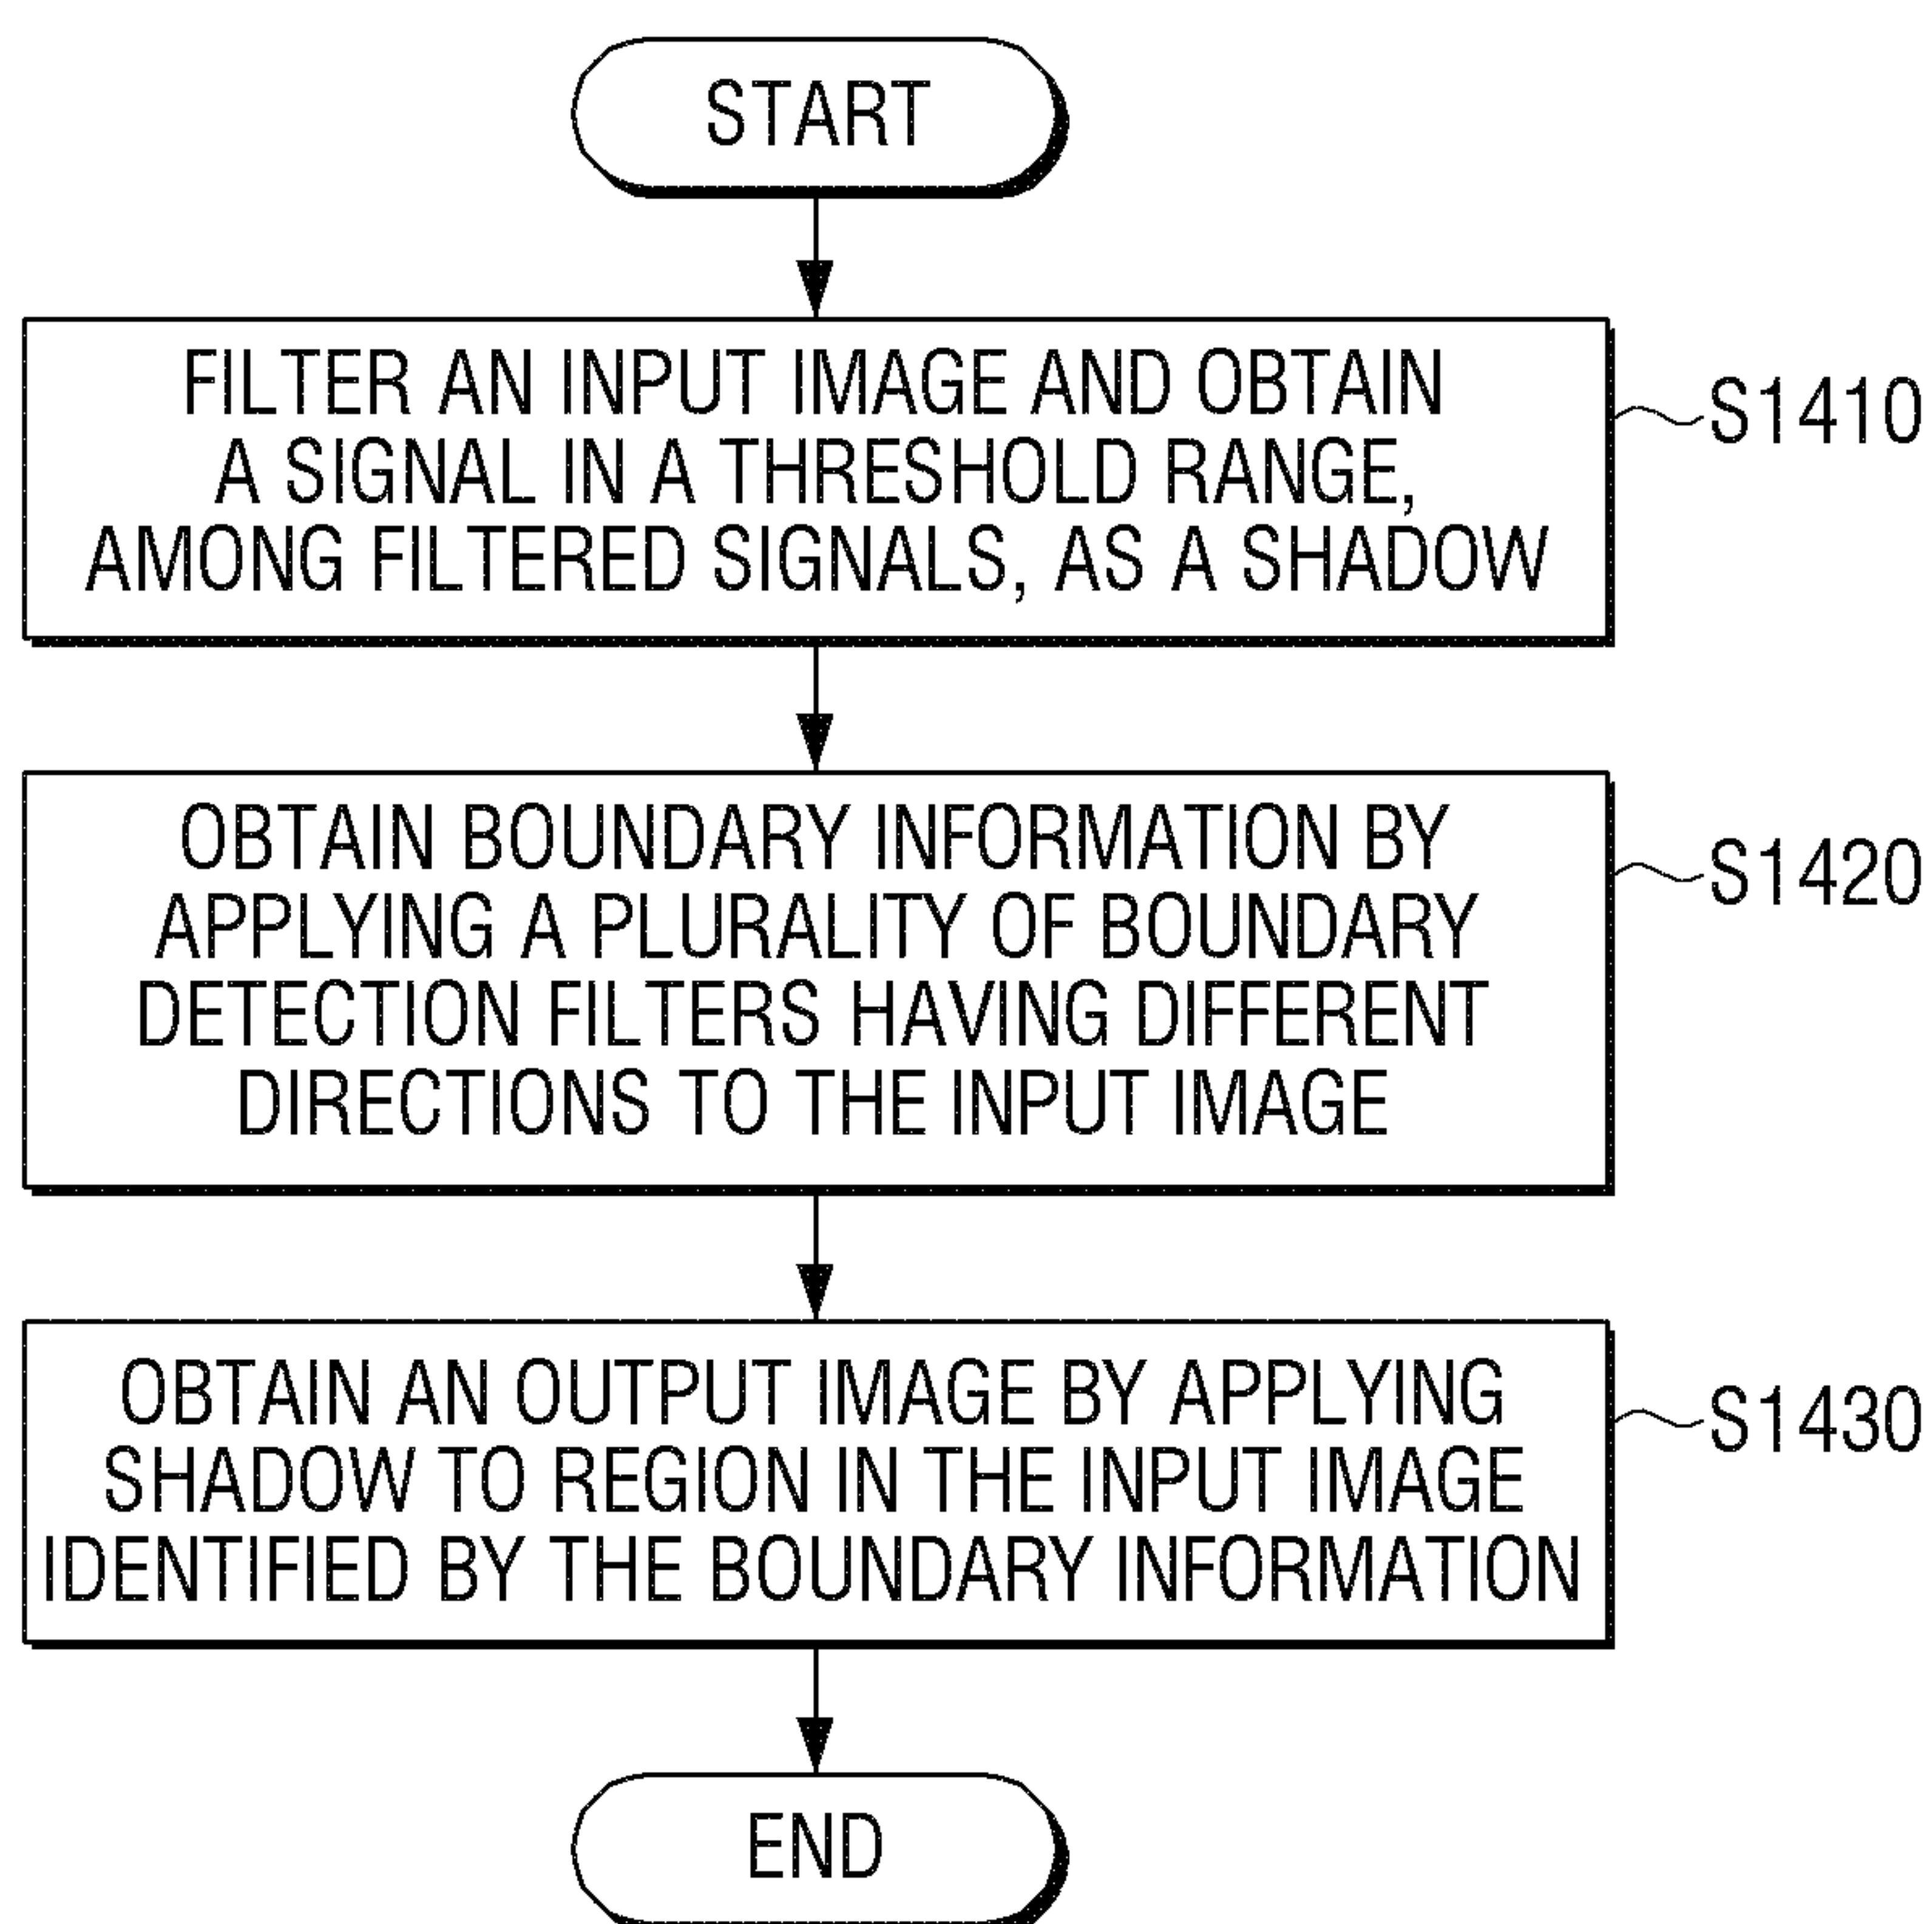 START
FILTER AN INPUT IMAGE AND OBTAIN
A SIGNAL IN A THRESHOLD RANGE,
AMONG FILTERED SIGNALS, AS A SHADOW
S1410
OBTAIN BOUNDARY INFORMATION BY
APPLYING A PLURALITY OF BOUNDARY
DETECTION FILTERS HAVING DIFFERENT
DIRECTIONS TO THE INPUT IMAGE
S1420
OBTAIN AN OUTPUT IMAGE BY APPLYING
SHADOW TO REGION IN THE INPUT IMAGE
IDENTIFIED BY THE BOUNDARY INFORMATION
S1430
END